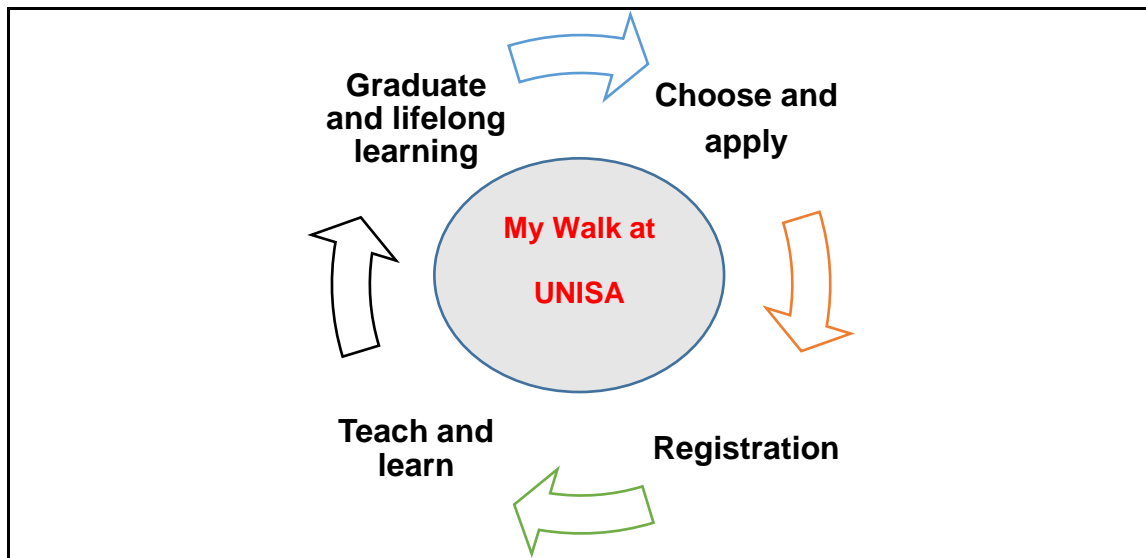 Graduate
and lifelong
learning
Choose and
apply
My Walk at
UNISA
Teach and
learn
Registration